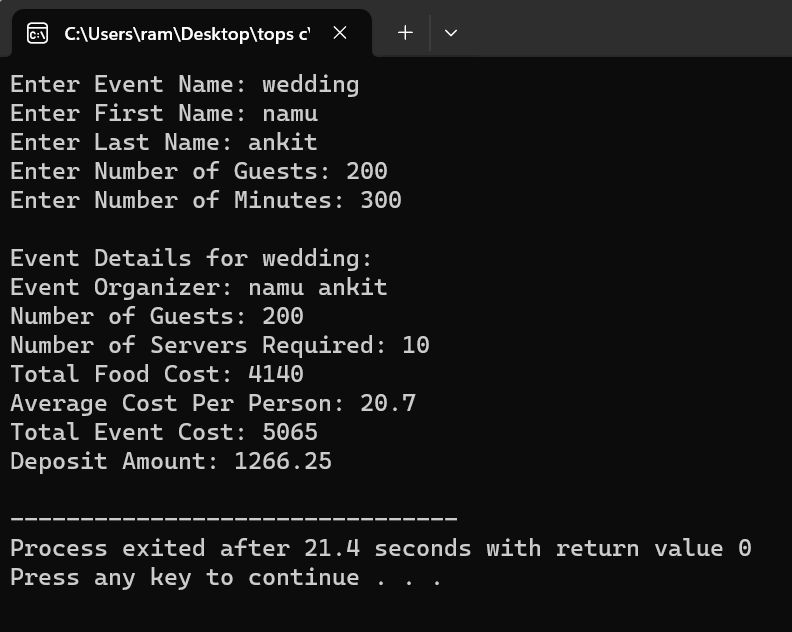 C:\Users\ram\Desktop\tops c\
Enter Event Name: wedding
Enter First Name: namu
Enter Last Name: ankit
Enter Number of Guests: 200
Enter Number of Minutes: 300
Event Details for wedding:
Event Organizer: namu ankit
Number of Guests: 200
Number of Servers Required: 10
Total Food Cost: 4140
Average Cost Per Person: 20.7
Total Event Cost: 5065
Deposit Amount: 1266.25
--------------------------------
Process exited after 21.4 seconds with return value 0
Press any key to continue . . .